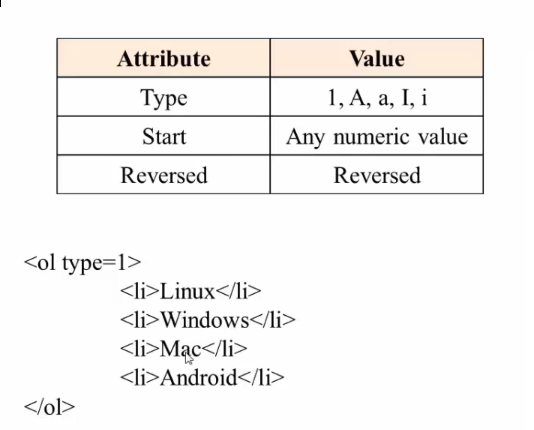 Attribute Value
Type 1, A, a, I, i
Start Any numeric value
Reversed Reversed
<ol type=1>
<li>Linux</li>
<li>Windows</li>
<li>Mac</li>
<li>Android</li>
</ol>